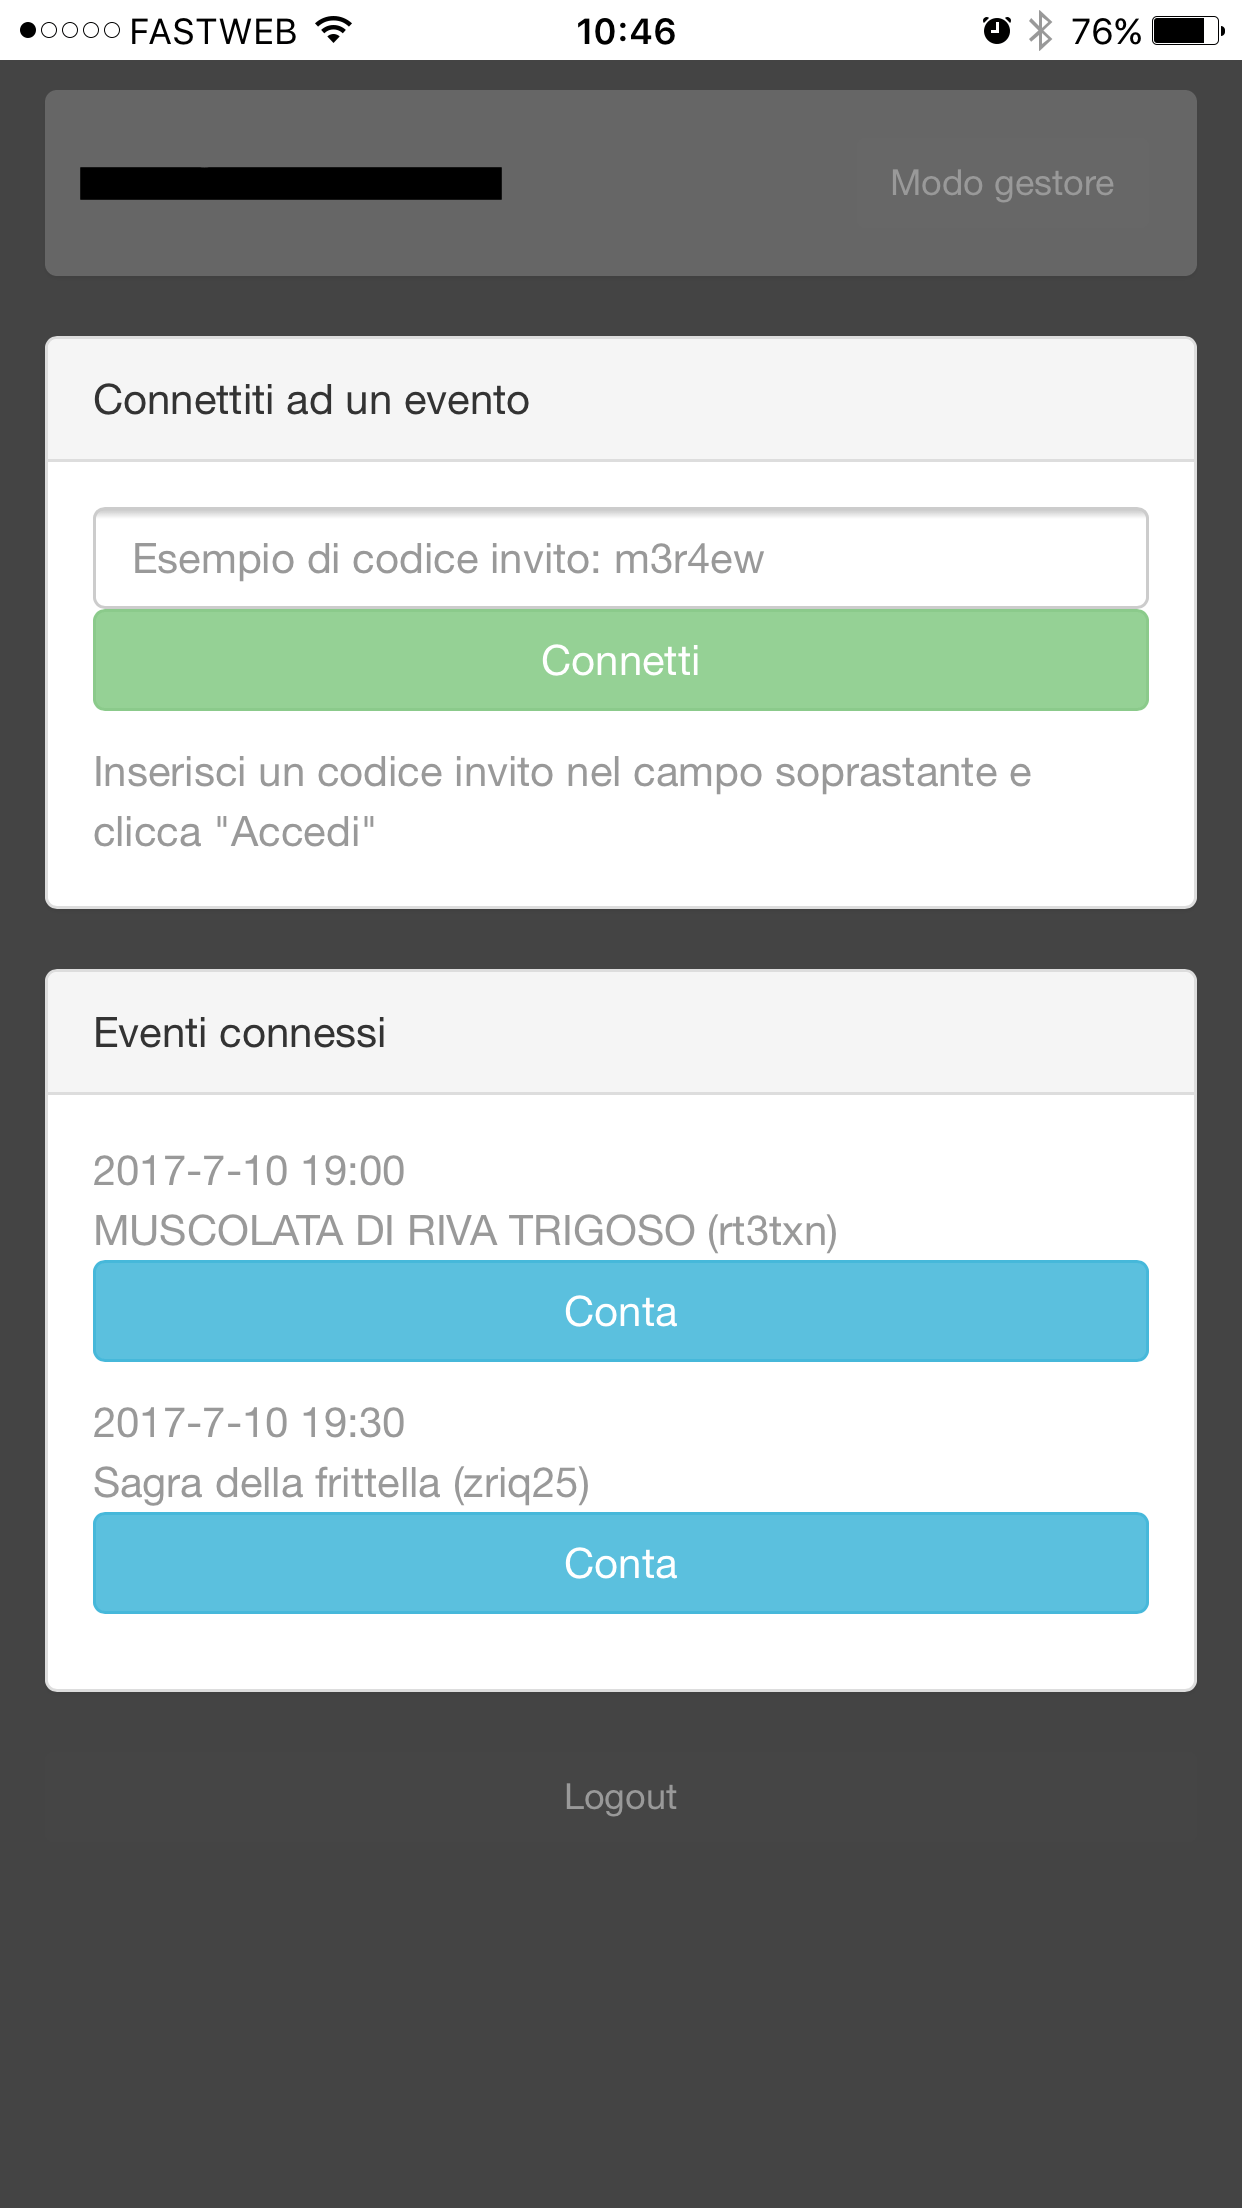 FASTWEB 10:46 76%
Modo gestore
Connettiti ad un evento
Esempio di codice invito: m3r4ew
Connetti
Inserisci un codice invito nel campo soprastante e
clicca "Accedi"
Eventi connessi
2017-7-10 19:00
MUSCOLATA DI RIVA TRIGOSO (rt3txn)
Conta
2017-7-10 19:30
Sagra della frittella (zriq25)
Conta
Logout